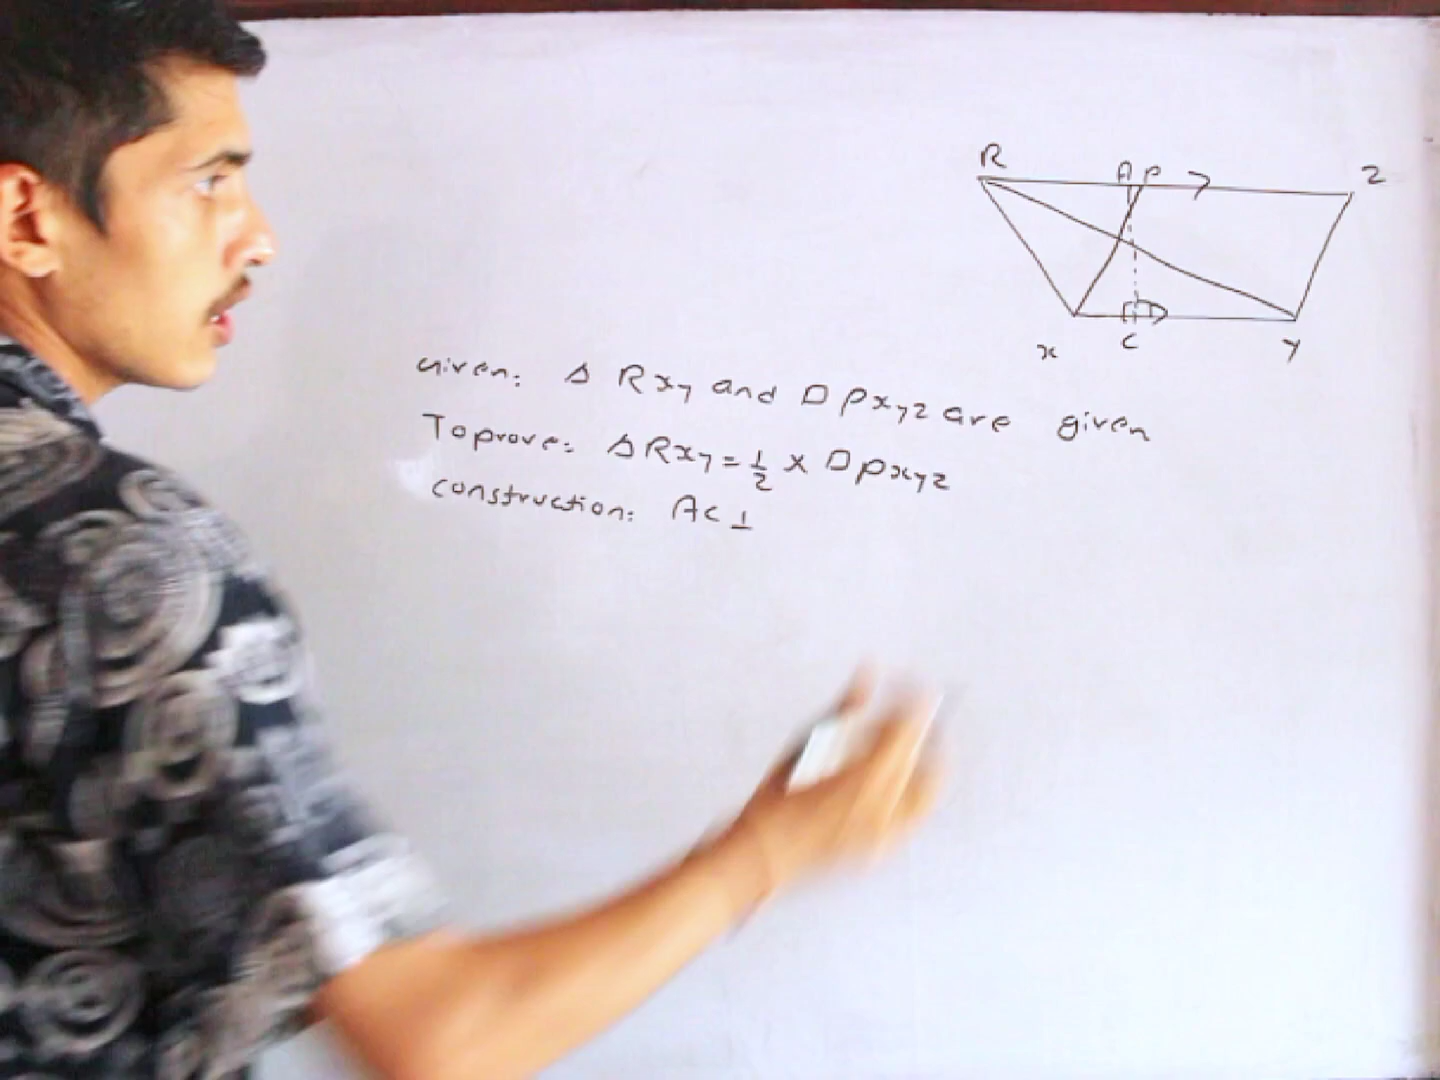 R A P Z
x C y
Given: Δ Rxy and ▱ Pxyz are given
To prove: Δ Rxy = 1/2 × ▱ Pxyz
construction: AC ⊥